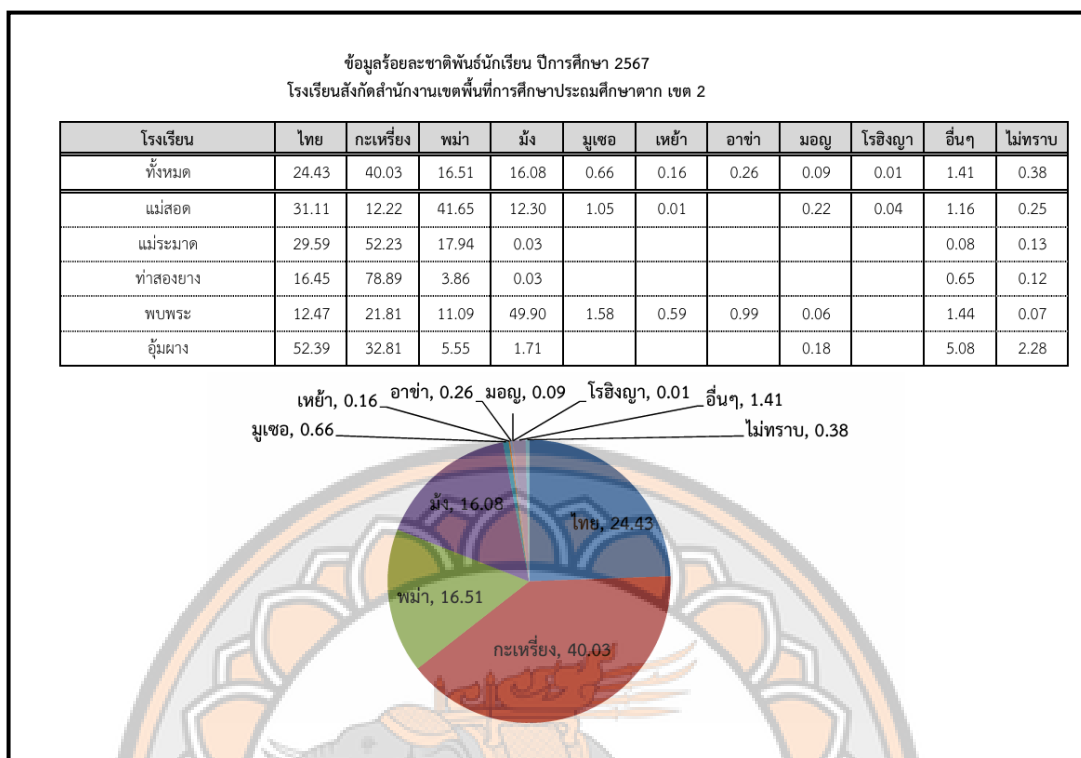 ข้อมูลร้อยละชาติพันธ์นักเรียน ปีการศึกษา 2567
โรงเรียนสังกัดสำนักงานเขตพื้นที่การศึกษาประถมศึกษาตาก เขต 2
โรงเรียน ไทย กะเหรี่ยง พม่า ม้ง มูเซอ เหย้า อาข่า มอญ โรฮิงญา อื่นๆ ไม่ทราบ
ทั้งหมด 24.43 40.03 16.51 16.08 0.66 0.16 0.26 0.09 0.01 1.41 0.38
แม่สอด 31.11 12.22 41.65 12.30 1.05 0.01 0.22 0.04 1.16 0.25
แม่ระมาด 29.59 52.23 17.94 0.03 0.08 0.13
ท่าสองยาง 16.45 78.89 3.86 0.03 0.65 0.12
พบพระ 12.47 21.81 11.09 49.90 1.58 0.59 0.99 0.06 1.44 0.07
อุ้มผาง 52.39 32.81 5.55 1.71 0.18 5.08 2.28
เหย้า, 0.16 อาข่า, 0.26 มอญ, 0.09 โรฮิงญา, 0.01 อื่นๆ, 1.41
มูเซอ, 0.66 ไม่ทราบ, 0.38
ม้ง, 16.08
ไทย, 24.43
พม่า, 16.51
กะเหรี่ยง, 40.03